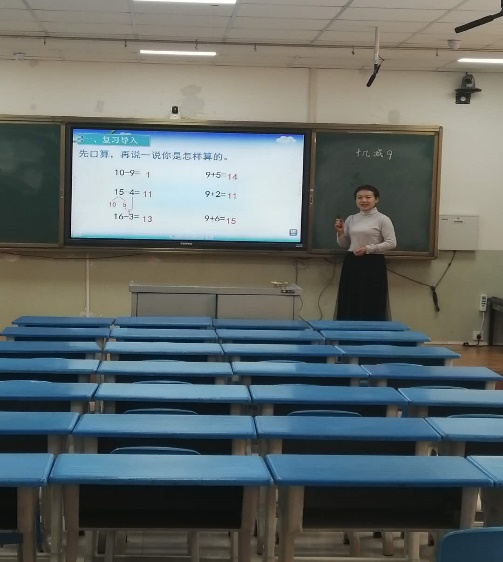 一、复习导入
先口算，再说一说你是怎样算的。
10-9= 1
9+5=14
15-4= 11
9+2=11
10 5
16-3= 13
9+6=15
十几减9